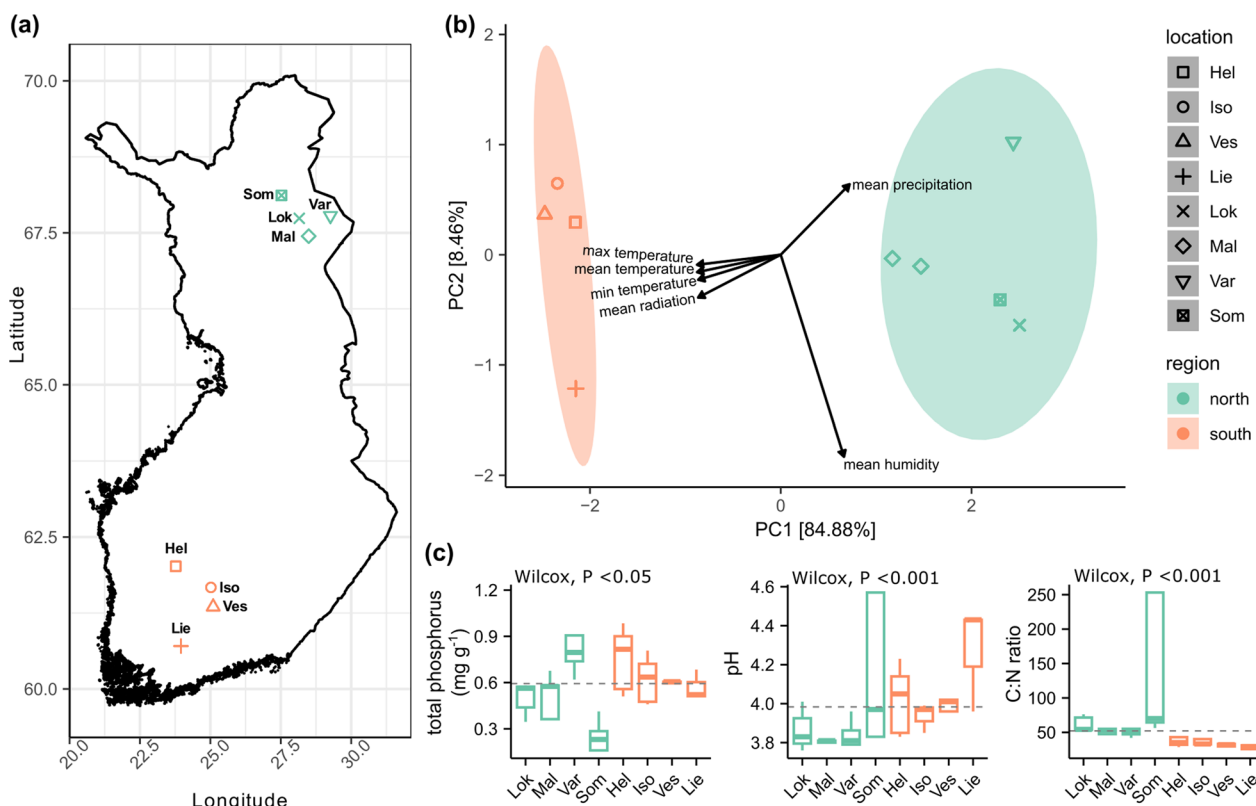 (a)
70.0
67.5
65.0
62.5
60.0
Latitude
Som
Lok
Var
Mal
Hel
Iso
Ves
Lie
20.0
22.5
25.0
27.5
30.0
Longitude
(b)
2
1
0
−1
−2
PC2 [8.46%]
mean precipitation
max temperature
mean temperature
min temperature
mean radiation
mean humidity
−2
0
2
PC1 [84.88%]
location
Hel
Iso
Ves
Lie
Lok
Mal
Var
Som
region
north
south
(c)
Wilcox, P <0.05
total phosphorus
(mg g⁻¹)
1.2
0.9
0.6
0.3
Lok
Mal
Var
Som
Hel
Iso
Ves
Lie
Wilcox, P <0.001
pH
4.6
4.4
4.2
4.0
3.8
Lok
Mal
Var
Som
Hel
Iso
Ves
Lie
Wilcox, P <0.001
C:N ratio
250
200
150
100
50
Lok
Mal
Var
Som
Hel
Iso
Ves
Lie